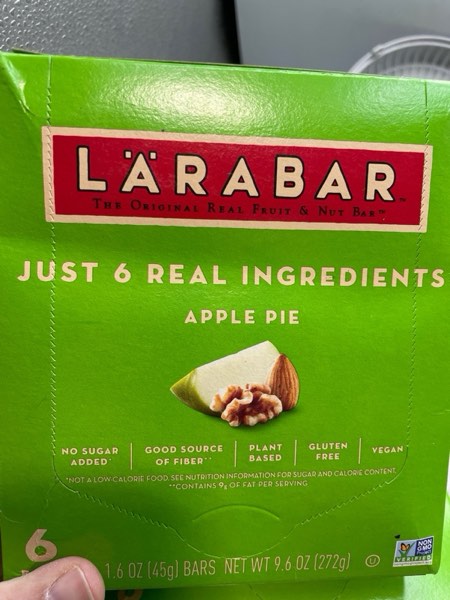 LÄRABAR™
THE ORIGINAL REAL FRUIT & NUT BAR™
JUST 6 REAL INGREDIENTS
APPLE PIE
NO SUGAR ADDED*
GOOD SOURCE OF FIBER**
PLANT BASED
GLUTEN FREE
VEGAN
*NOT A LOW CALORIE FOOD. SEE NUTRITION INFORMATION FOR SUGAR AND CALORIE CONTENT.
**CONTAINS 9g OF FAT PER SERVING
6
1.6 OZ (45g) BARS NET WT 9.6 OZ (272g)
U
NON GMO
VERIFIED